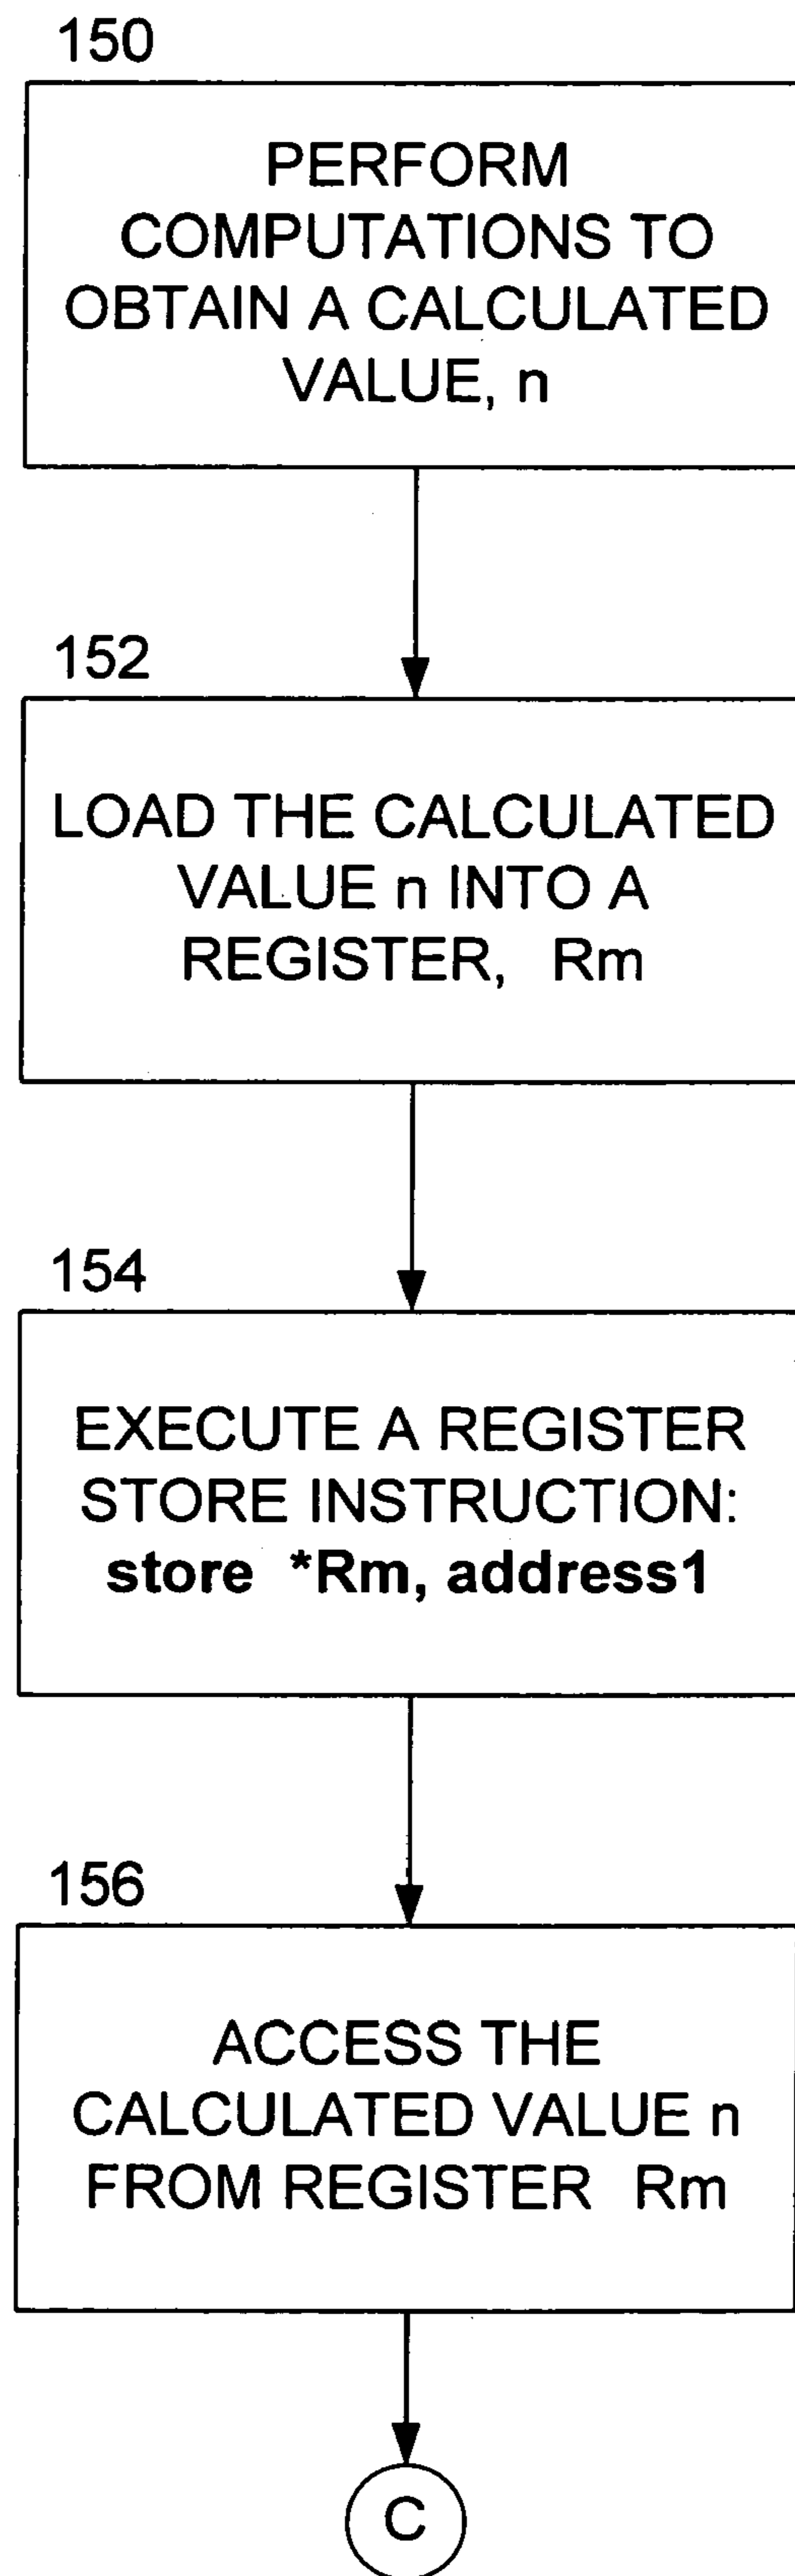 150
PERFORM
COMPUTATIONS TO
OBTAIN A CALCULATED
VALUE, n
152
LOAD THE CALCULATED
VALUE n INTO A
REGISTER, Rm
154
EXECUTE A REGISTER
STORE INSTRUCTION:
store *Rm, address1
156
ACCESS THE
CALCULATED VALUE n
FROM REGISTER Rm
C